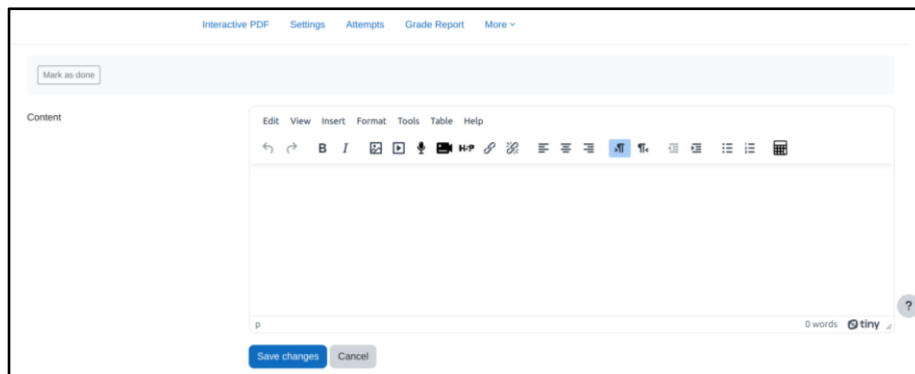 Interactive PDF Settings Attempts Grade Report More
Mark as done
Content
Edit View Insert Format Tools Table Help
B I H-P
p 0 words tiny
?
Save changes Cancel